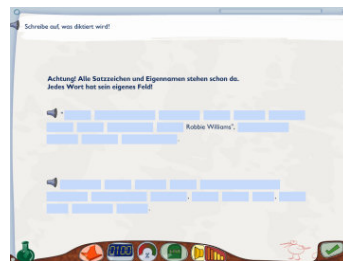 Schreibe auf, was diktiert wird!
Achtung! Alle Satzzeichen und Eigennamen stehen schon da.
Jedes Wort hat sein eigenes Feld!
"
Robbie Williams",
.
, ,
.
0100